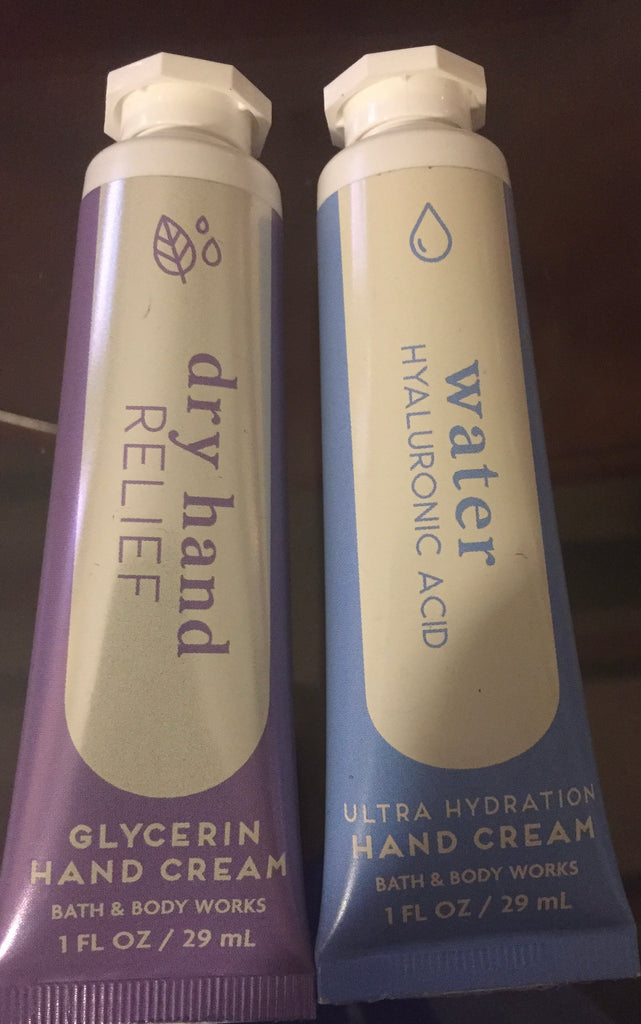 dry hand
RELIEF
GLYCERIN
HAND CREAM
BATH & BODY WORKS
1 FL OZ / 29 mL
water
HYALURONIC ACID
ULTRA HYDRATION
HAND CREAM
BATH & BODY WORKS
1 FL OZ / 29 mL